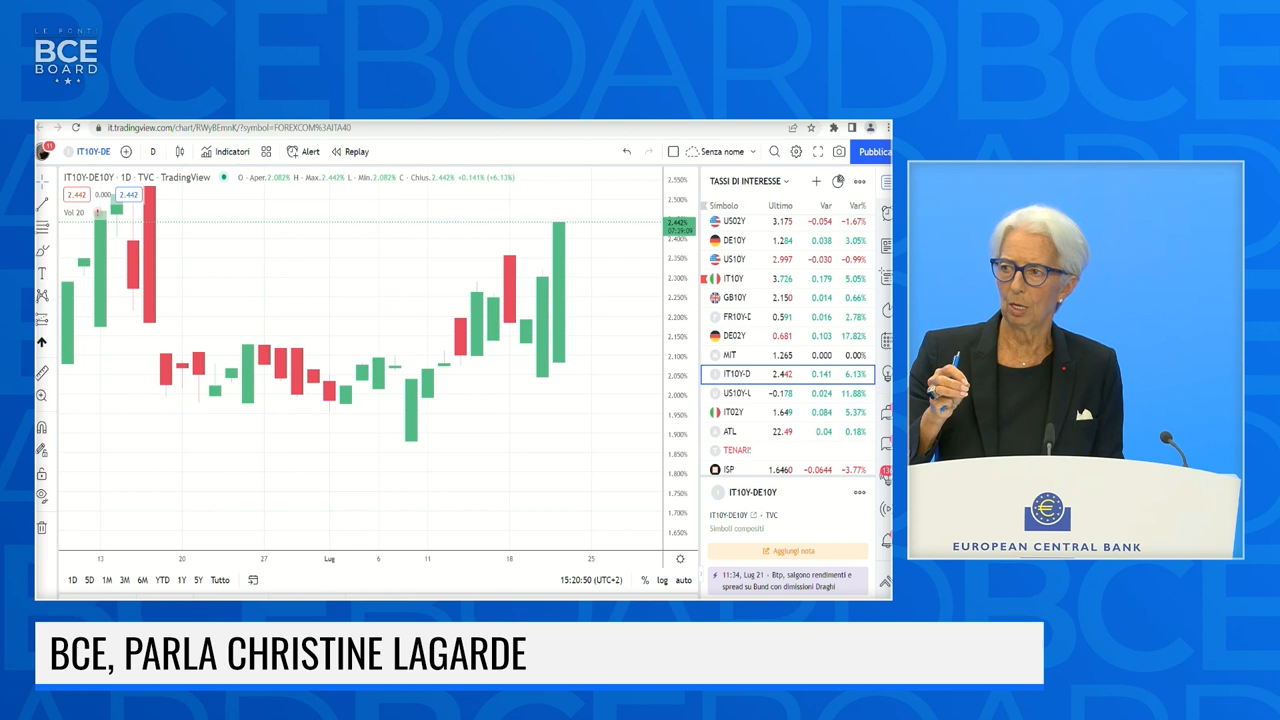 LE FONTI
BCE
BOARD
it.tradingview.com/chart/RWyBEmnK/?symbol=FOREXCOM%3AITA40
11
IT10Y-DE
D
Indicatori
Alert
Replay
Senza nome
Pubblica
IT10Y-DE10Y · 1D · TVC · TradingView
O - Aper.2.082% H - Max.2.442% L - Min.2.082% C - Chius.2.442% +0.141% (+6.13%)
2.442
0.000
2.442
Vol 20
2.550%
2.500%
2.442%
07:39:09
2.400%
2.350%
2.300%
2.250%
2.200%
2.150%
2.100%
2.050%
2.000%
1.950%
1.900%
1.850%
1.800%
1.750%
1.700%
1.650%
13 20 27 Lug 6 11 18 25
1D 5D 1M 3M 6M YTD 1Y 5Y Tutto
15:20:50 (UTC+2) % log auto
TASSI DI INTERESSE
Simbolo Ultimo Var Var%
US02Y 3.175 −0.054 −1.67%
DE10Y 1.284 0.038 3.05%
US10Y 2.997 −0.030 −0.99%
IT10Y 3.726 0.179 5.05%
GB10Y 2.150 0.014 0.66%
FR10Y-D 0.591 0.016 2.78%
DE02Y 0.681 0.103 17.82%
MIT 1.265 0.000 0.00%
IT10Y-D 2.442 0.141 6.13%
US10Y-U −0.178 0.024 11.88%
IT02Y 1.649 0.084 5.37%
ATL 22.49 0.04 0.18%
TENARIS
ISP 1.6460 −0.0644 −3.77%
IT10Y-DE10Y
IT10Y-DE10Y · TVC
Simboli compositi
Aggiungi nota
11:34, Lug 21 · Btp, salgono rendimenti e
spread su Bund con dimissioni Draghi
EUROPEAN CENTRAL BANK
BCE, PARLA CHRISTINE LAGARDE